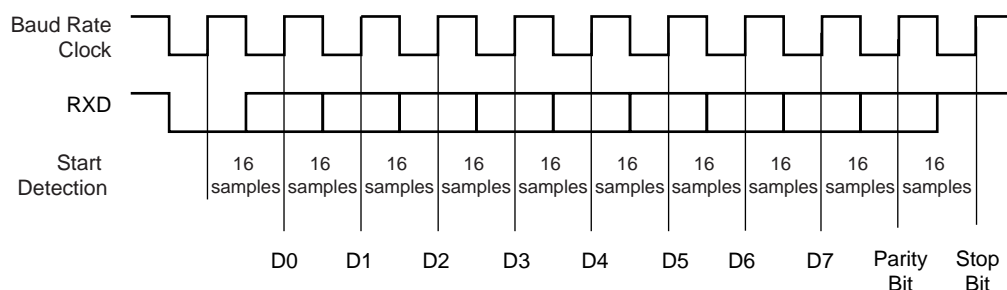 Baud Rate
Clock
RXD
Start
Detection
16 16 16 16 16 16 16 16 16 16
samples samples samples samples samples samples samples samples samples samples
D0 D1 D2 D3 D4 D5 D6 D7 Parity Stop
Bit Bit